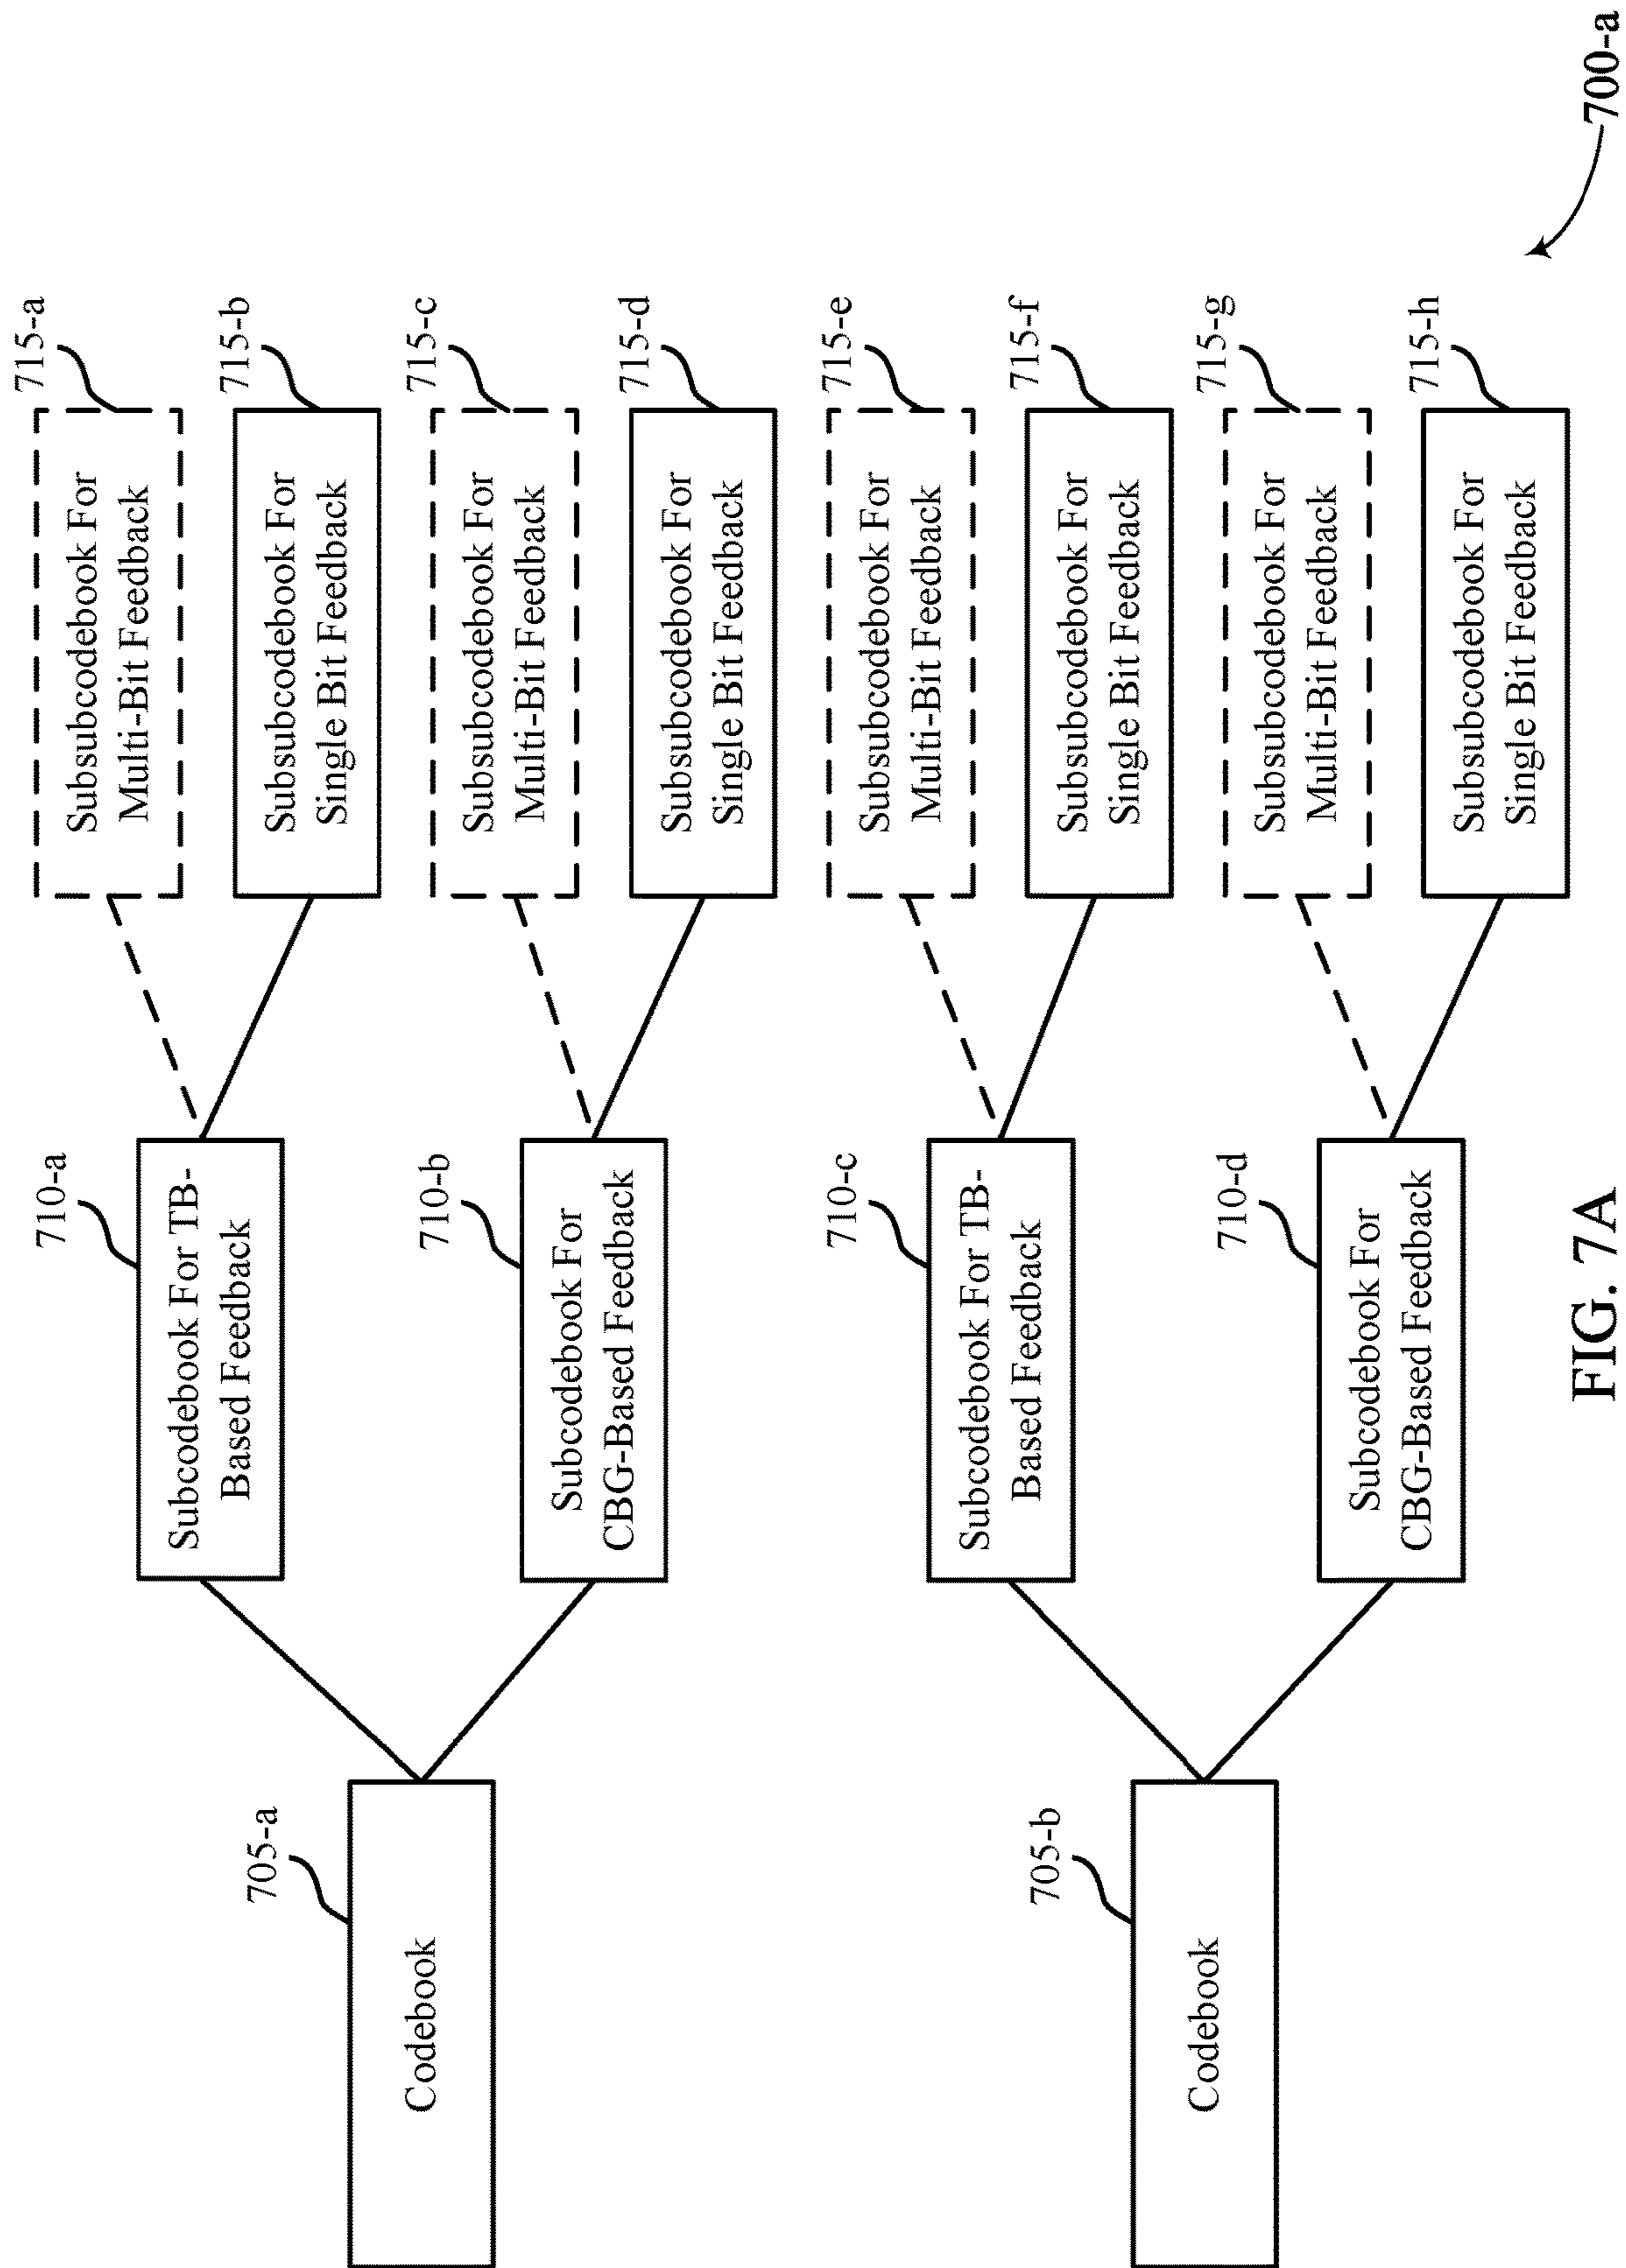 705-a
Codebook
710-a
Subcodebook For TB-
Based Feedback
710-b
Subcodebook For
CBG-Based Feedback
715-a
Subsubcodebook For
Multi-Bit Feedback
715-b
Subsubcodebook For
Single Bit Feedback
715-c
Subsubcodebook For
Multi-Bit Feedback
715-d
Subsubcodebook For
Single Bit Feedback
705-b
Codebook
710-c
Subcodebook For TB-
Based Feedback
710-d
Subcodebook For
CBG-Based Feedback
715-e
Subsubcodebook For
Multi-Bit Feedback
715-f
Subsubcodebook For
Single Bit Feedback
715-g
Subsubcodebook For
Multi-Bit Feedback
715-h
Subsubcodebook For
Single Bit Feedback
700-a
FIG. 7A